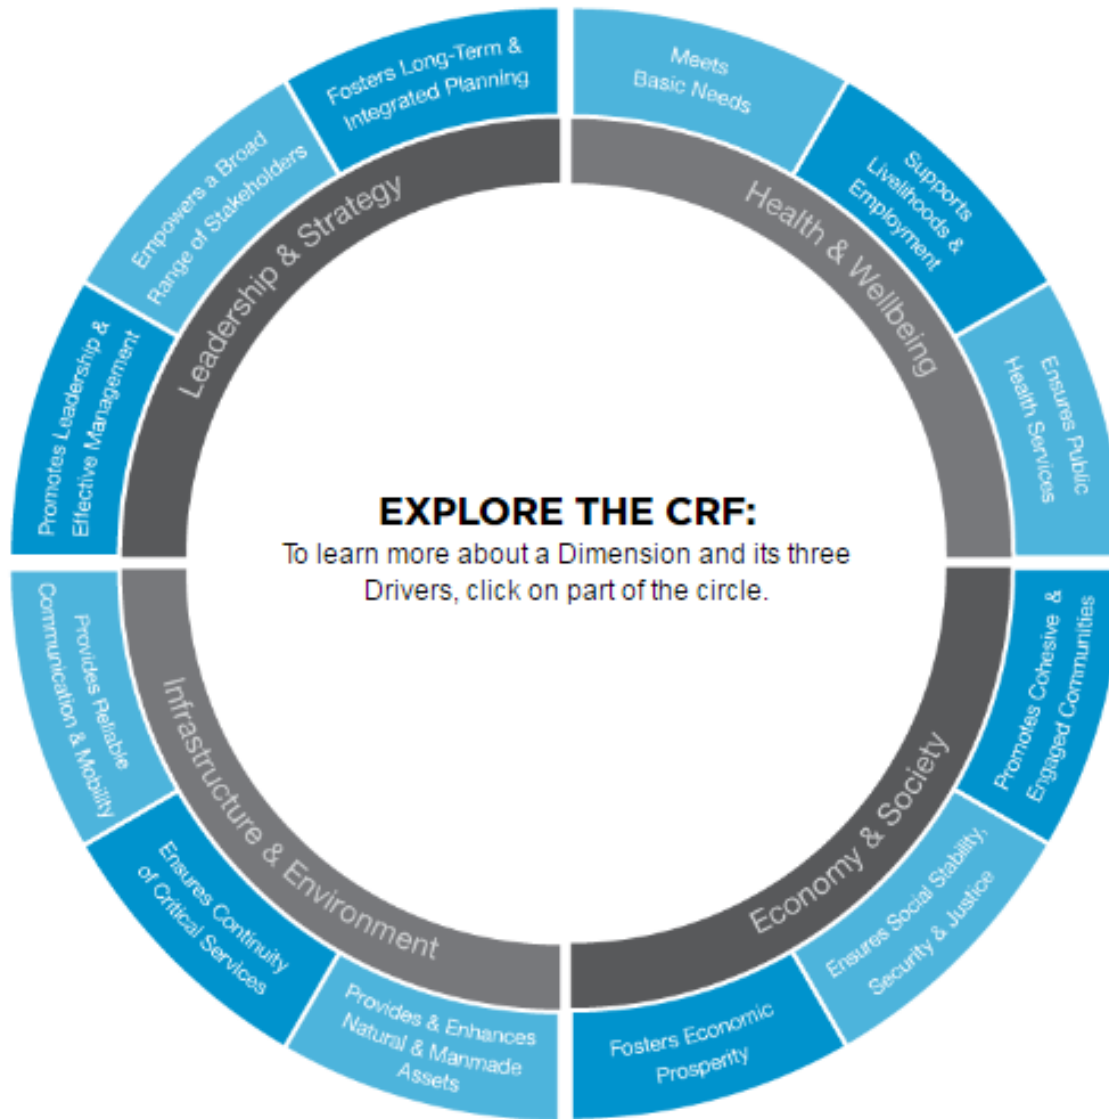 Fosters Long-Term &
Integrated Planning
Meets
Basic Needs
Supports
Livelihoods &
Employment
Ensures Public
Health Services
Promotes Cohesive &
Engaged Communities
Ensures Social Stability,
Security & Justice
Fosters Economic
Prosperity
Provides & Enhances
Natural & Manmade
Assets
Ensures Continuity
of Critical Services
Provides Reliable
Communication & Mobility
Promotes Leadership &
Effective Management
Empowers a Broad
Range of Stakeholders
Leadership & Strategy
Health & Wellbeing
Economy & Society
Infrastructure & Environment
EXPLORE THE CRF:
To learn more about a Dimension and its three
Drivers, click on part of the circle.